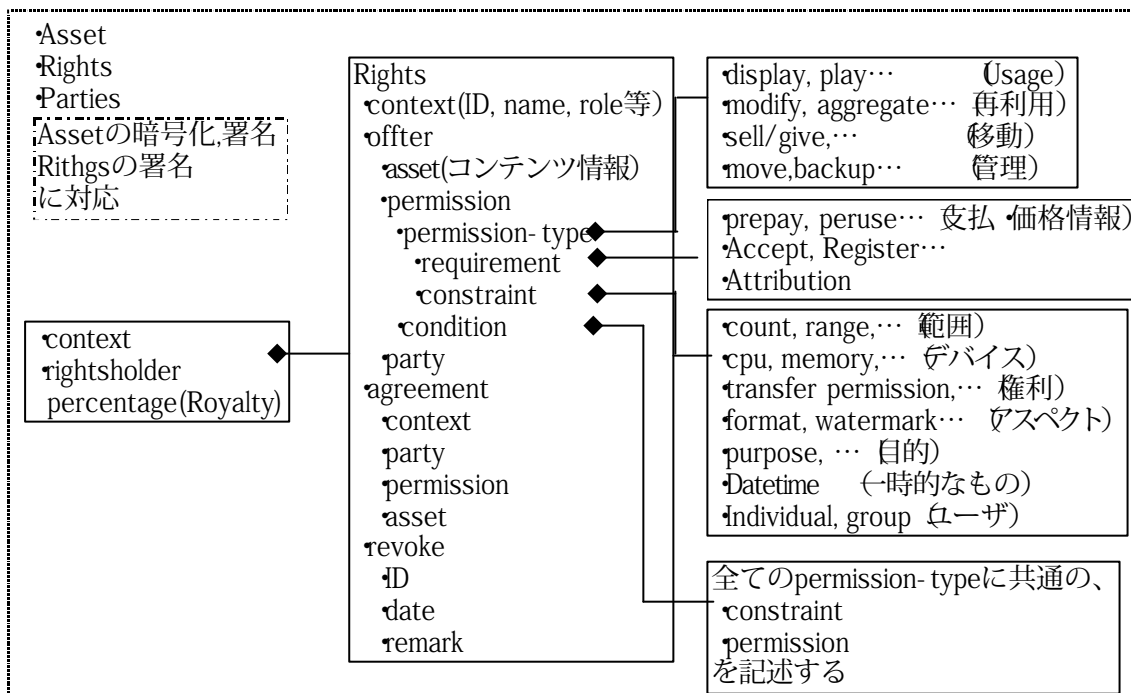 •Asset
•Rights
•Parties
Assetの暗号化,署名
Rithgsの署名
に対応
•context
•rightsholder
percentage(Royalty)
Rights
•context(ID, name, role等)
•offter
•asset(コンテンツ情報)
•permission
•permission- type
•requirement
•constraint
•condition
•party
•agreement
•context
•party
•permission
•asset
•revoke
•ID
•date
•remark
•display, play… (Usage)
•modify, aggregate… (再利用)
•sell/give,… (移動)
•move,backup… (管理)
•prepay, peruse… (支払・価格情報)
•Accept, Register…
•Attribution
•count, range,… (範囲)
•cpu, memory,… (デバイス)
•transfer permission,… (権利)
•format, watermark… (アスペクト)
•purpose, … (目的)
•Datetime (一時的なもの)
•Individual, group (ユーザ)
全てのpermission- typeに共通の、
•constraint
•permission
を記述する